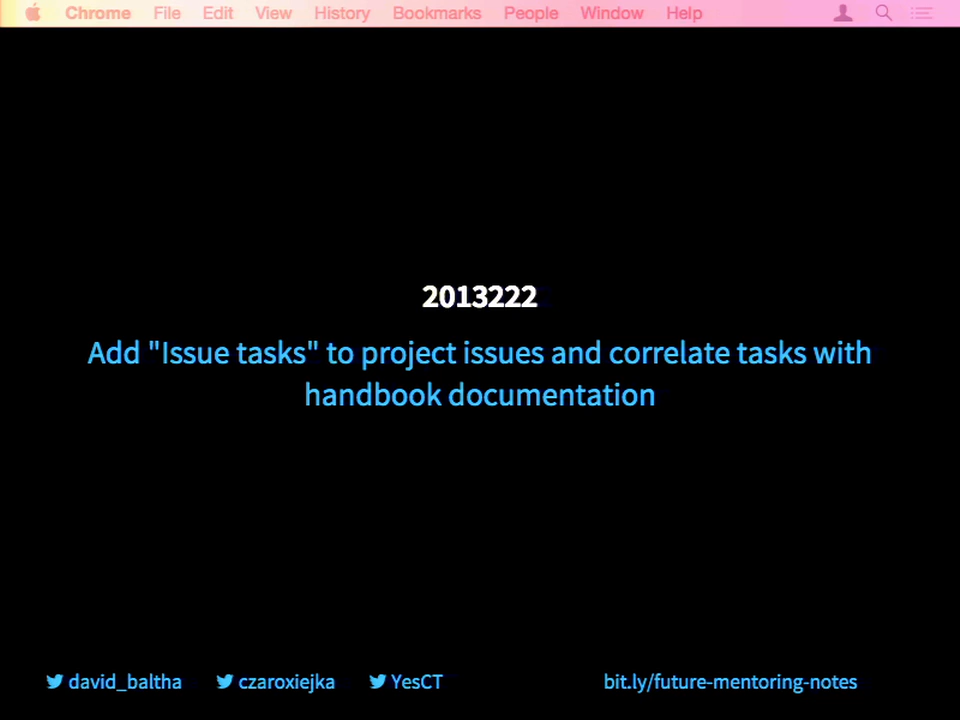 Chrome File Edit View History Bookmarks People Window Help
2013222
Add "Issue tasks" to project issues and correlate tasks with
handbook documentation
david_baltha czaroxiejka YesCT bit.ly/future-mentoring-notes